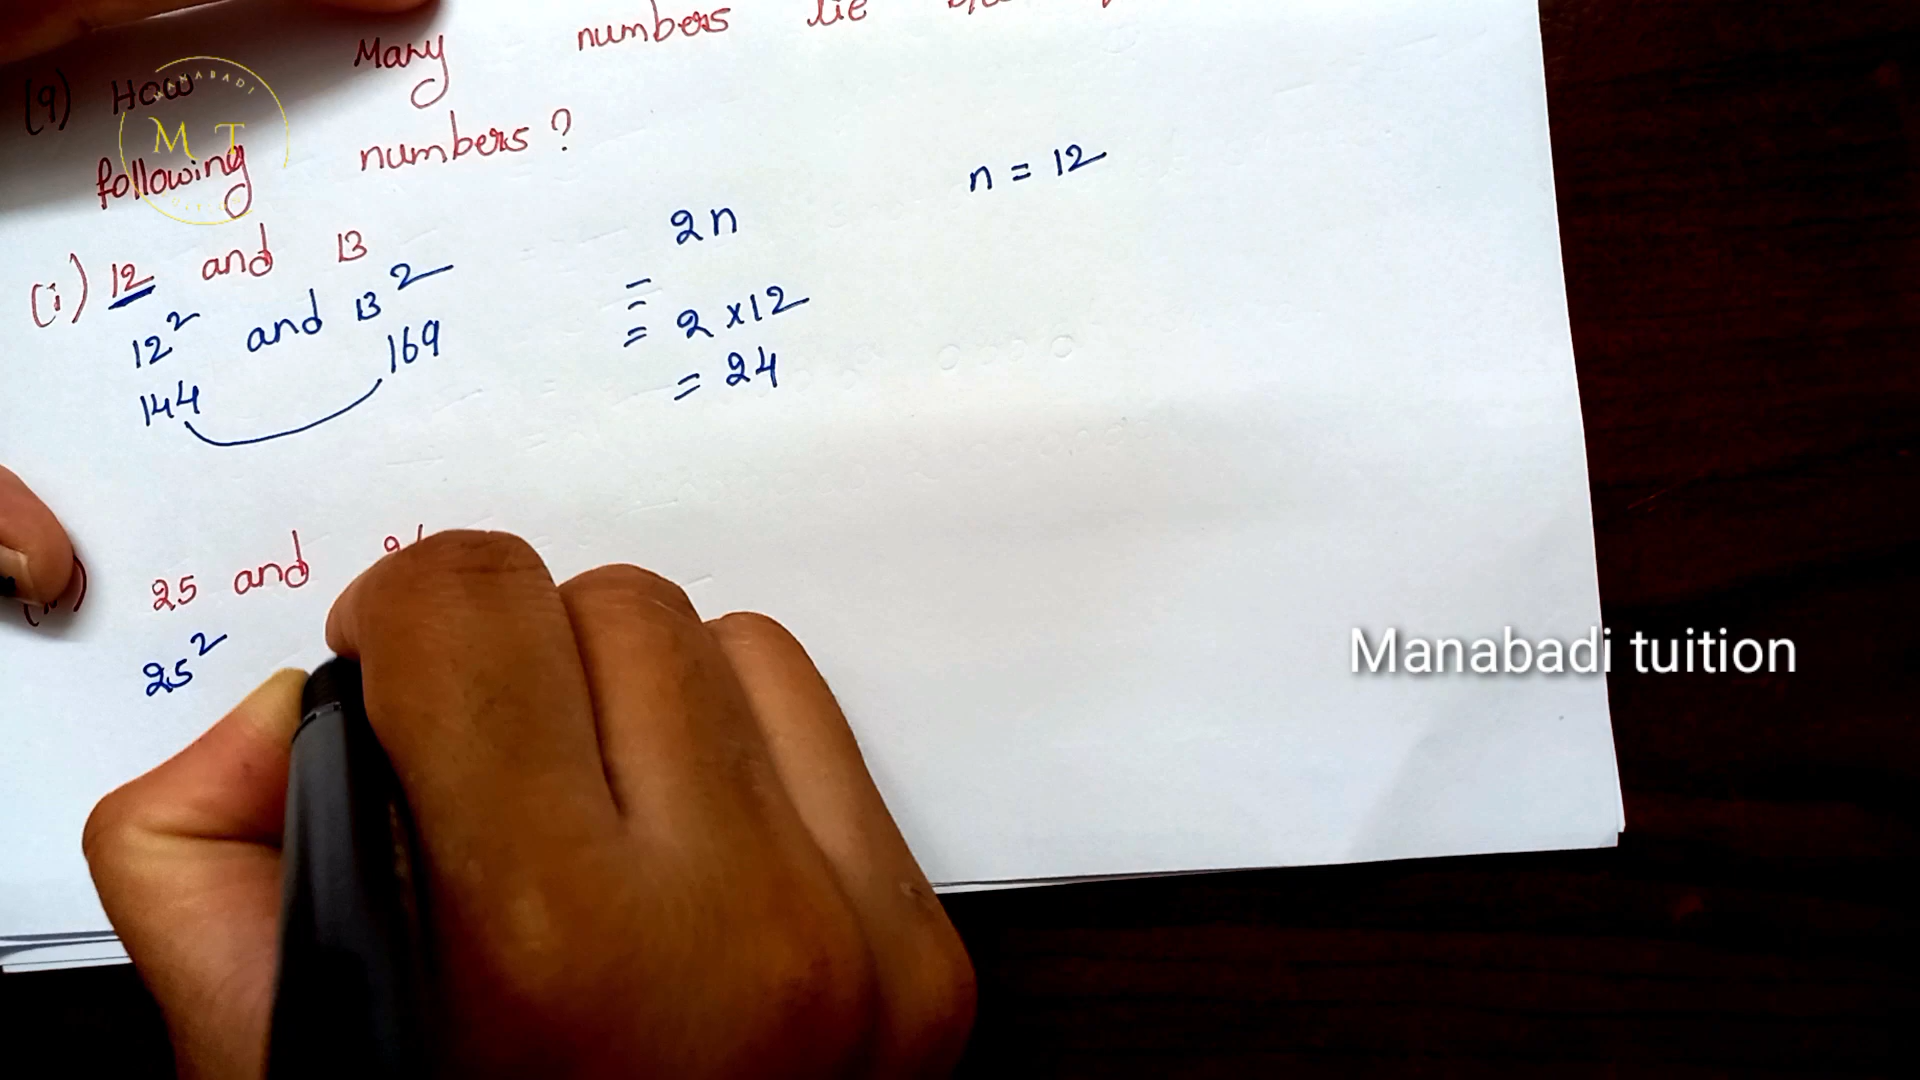 (9) How Many numbers lie
following numbers?
MANABADI
M T
(i) 12 and 13
12² and 13²
144 169
2n
=
= 2 × 12
= 24
n = 12
25 and
25²
Manabadi tuition